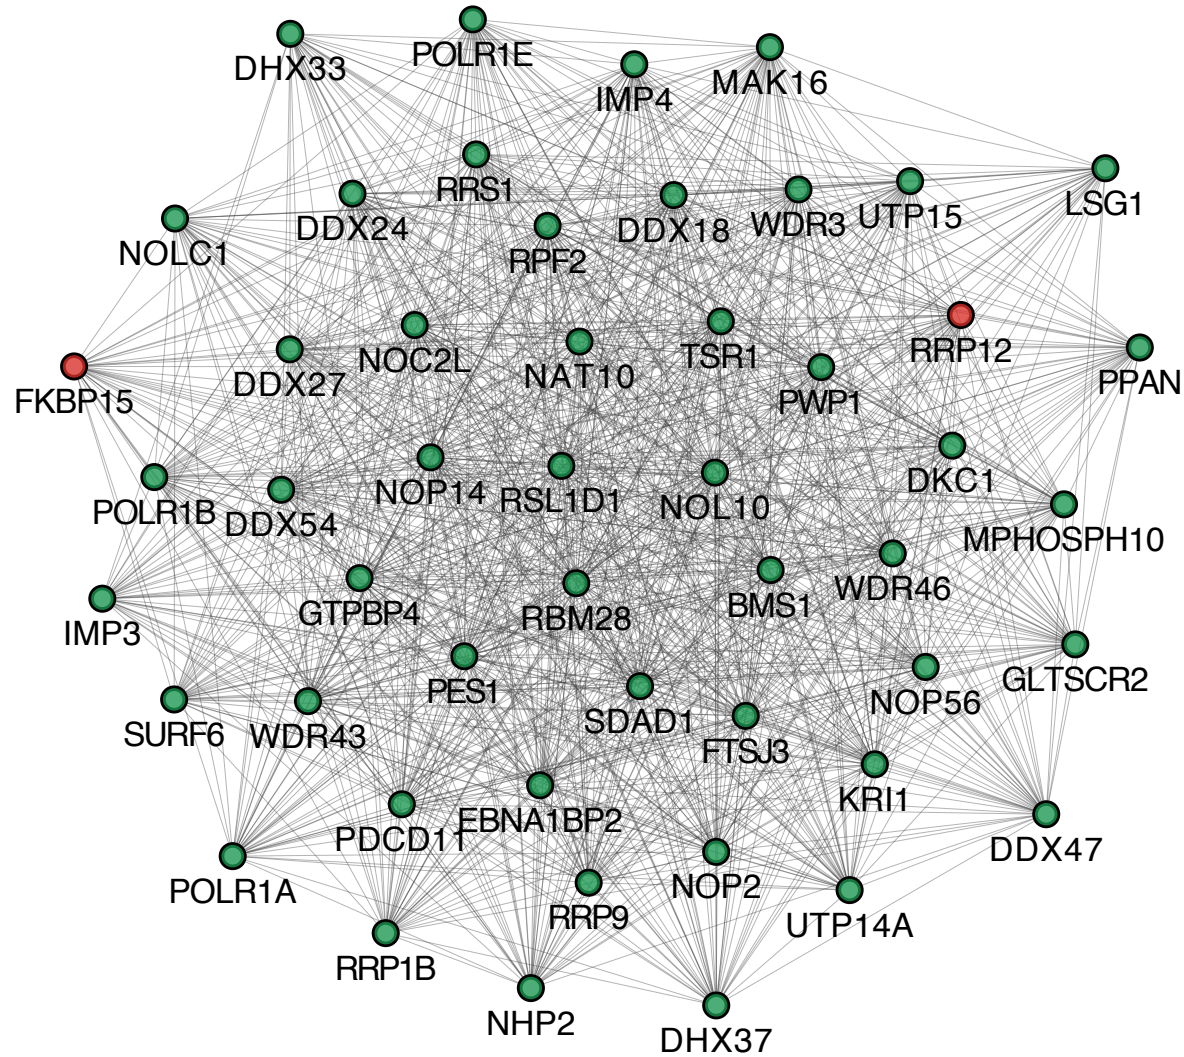 POLR1E
DHX33
MAK16
IMP4
RRS1
LSG1
UTP15
WDR3
DDX24
DDX18
NOLC1
RPF2
RRP12
TSR1
NOC2L
NAT10
DDX27
PPAN
FKBP15
PWP1
DKC1
NOP14
RSL1D1
NOL10
POLR1B
DDX54
MPHOSPH10
WDR46
BMS1
GTPBP4
RBM28
IMP3
GLTSCR2
PES1
NOP56
SDAD1
SURF6
WDR43
FTSJ3
KRI1
EBNA1BP2
PDCD11
DDX47
NOP2
POLR1A
RRP9
UTP14A
RRP1B
NHP2
DHX37